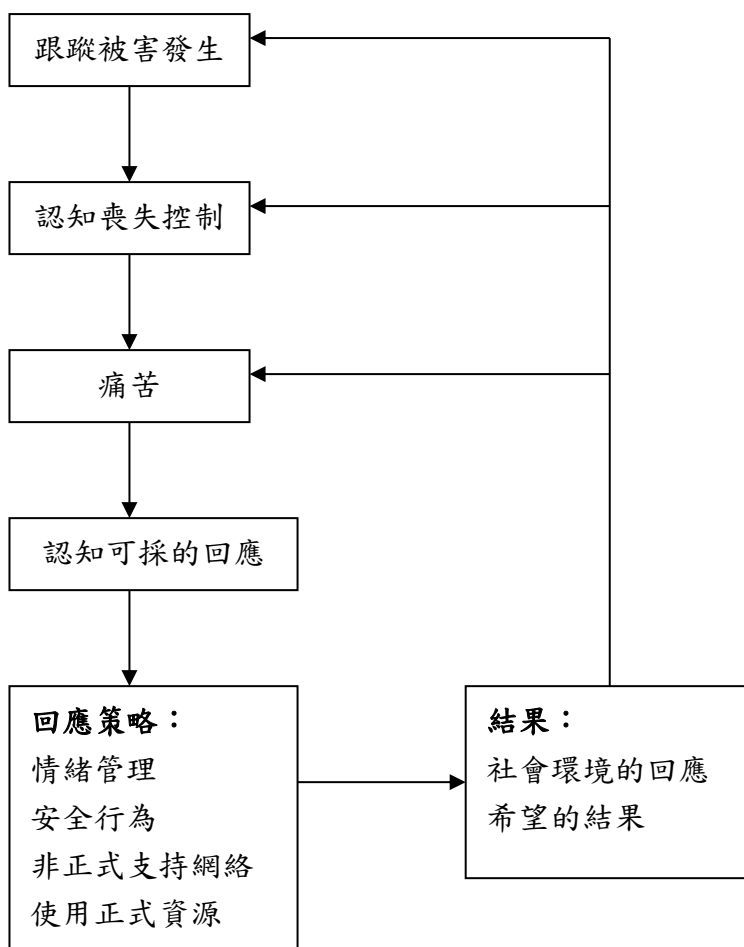 跟蹤被害發生
認知喪失控制
痛苦
認知可採的回應
回應策略：
情緒管理
安全行為
非正式支持網絡
使用正式資源
結果：
社會環境的回應
希望的結果